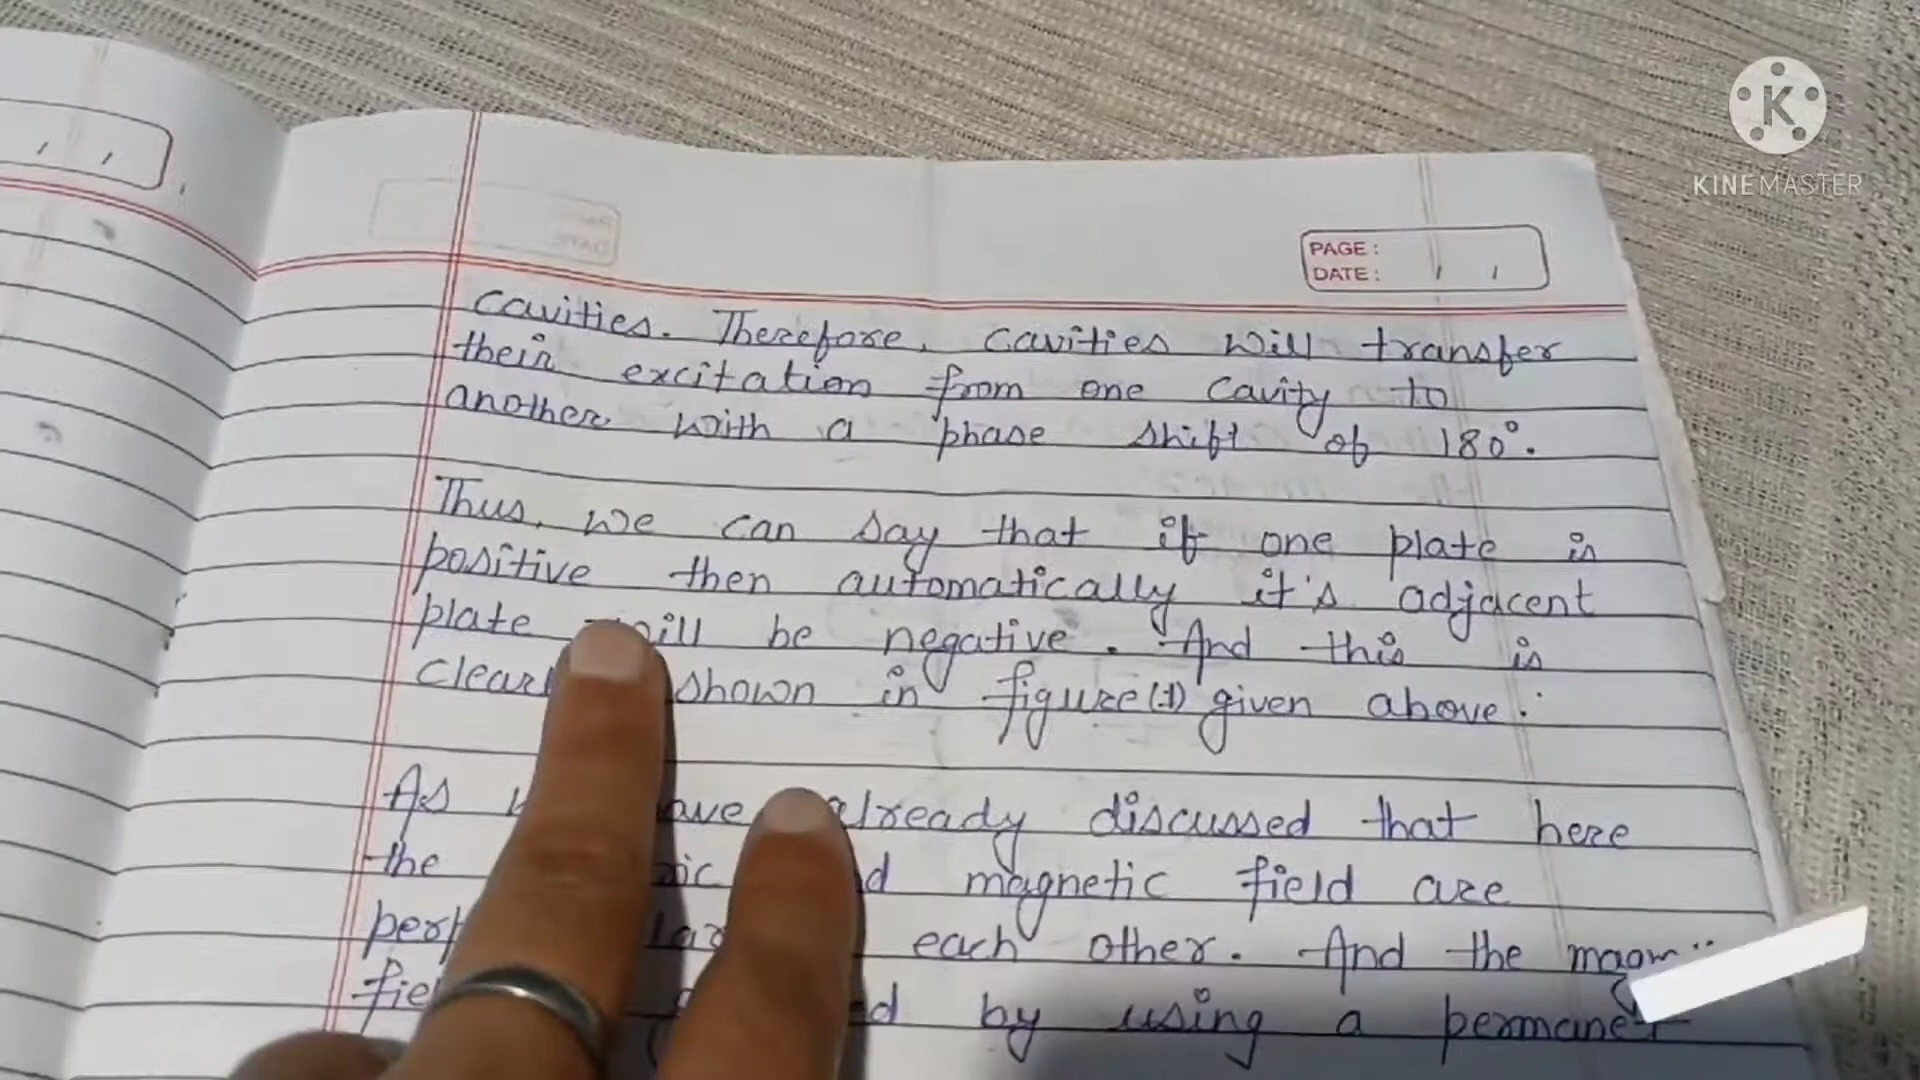 KINEMASTER
PAGE:
DATE: / /
cavities. Therefore, cavities will transfer
their excitation from one cavity to
another with a phase shift of 180°.
Thus, we can say that if one plate is
positive then automatically it's adjacent
plate will be negative. And this is
shown in figure(1) given above.
As already discussed that here
the magnetic field are
each other. And the
by using a permanet